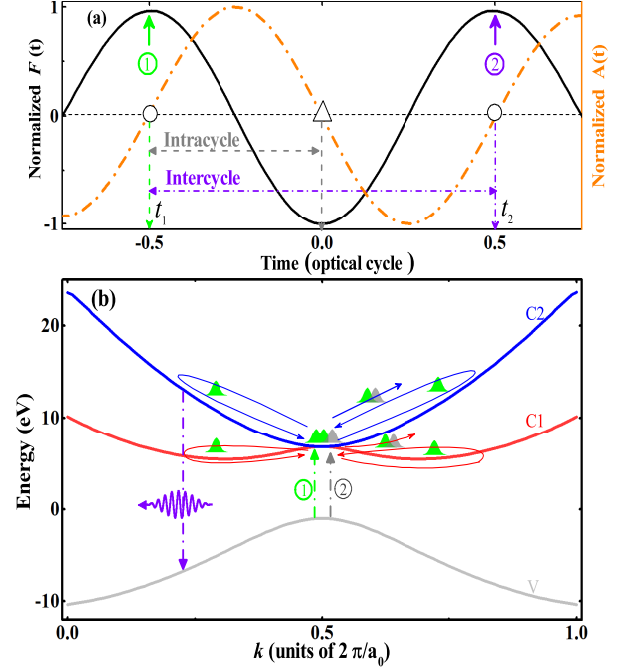 (a)
Normalized F (t)
Normalized A(t)
1
0
-1
1
2
Intracycle
Intercycle
t1
t2
-0.5
0.0
0.5
Time (optical cycle)
(b)
Energy (eV)
20
10
0
-10
C2
C1
V
1
2
0.0
0.5
1.0
k (units of 2 π/a0)